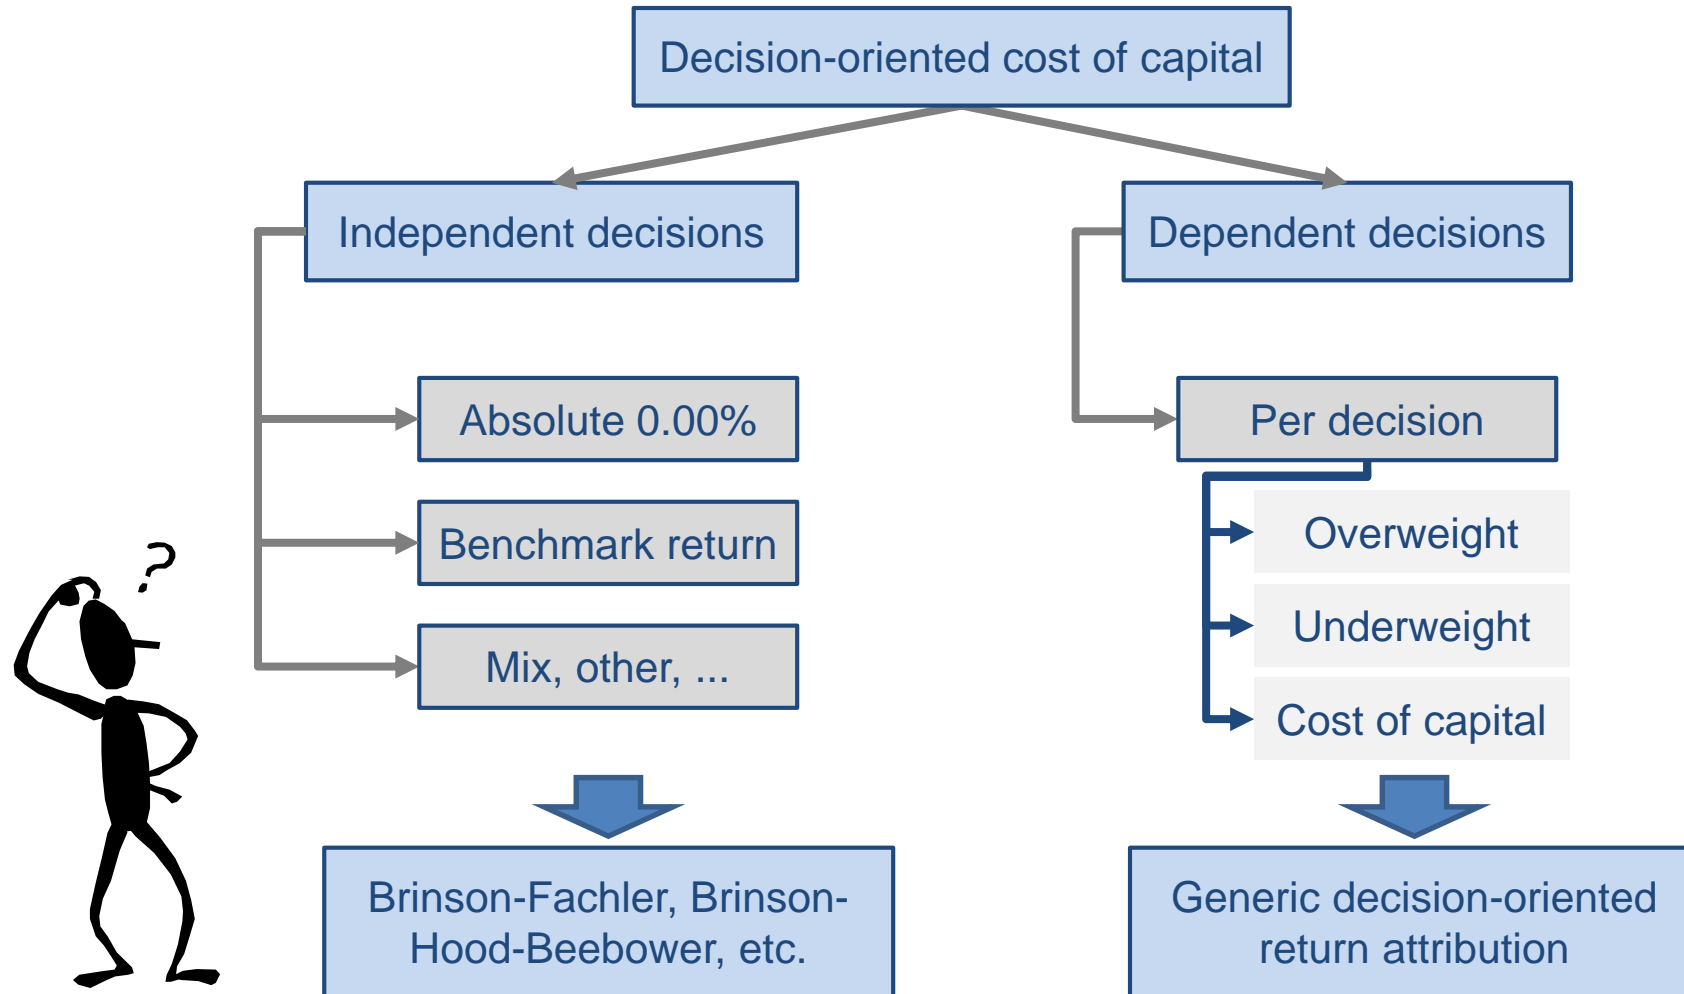 Decision-oriented cost of capital
Independent decisions
Absolute 0.00%
Benchmark return
Mix, other, ...
Brinson-Fachler, Brinson-
Hood-Beebower, etc.
Dependent decisions
Per decision
Overweight
Underweight
Cost of capital
Generic decision-oriented
return attribution
?